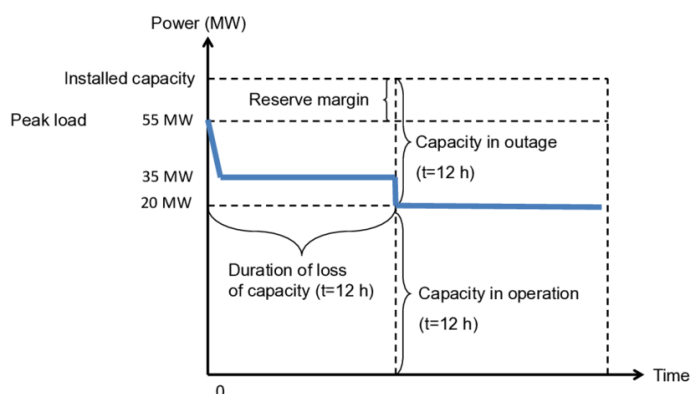 Power (MW)
Installed capacity
Reserve margin
Peak load 55 MW
Capacity in outage
(t=12 h)
35 MW
20 MW
Duration of loss
of capacity (t=12 h)
Capacity in operation
(t=12 h)
Time
0